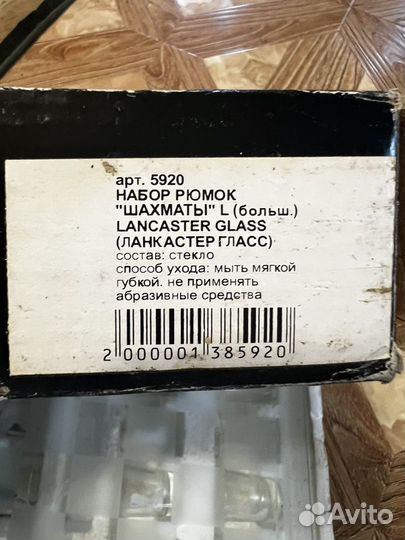 арт. 5920
НАБОР РЮМОК
"ШАХМАТЫ" L (больш.)
LANCASTER GLASS
(ЛАНКАСТЕР ГЛАСС)
состав: стекло
способ ухода: мыть мягкой
губкой. не применять
абразивные средства
2 000001 385920
Avito